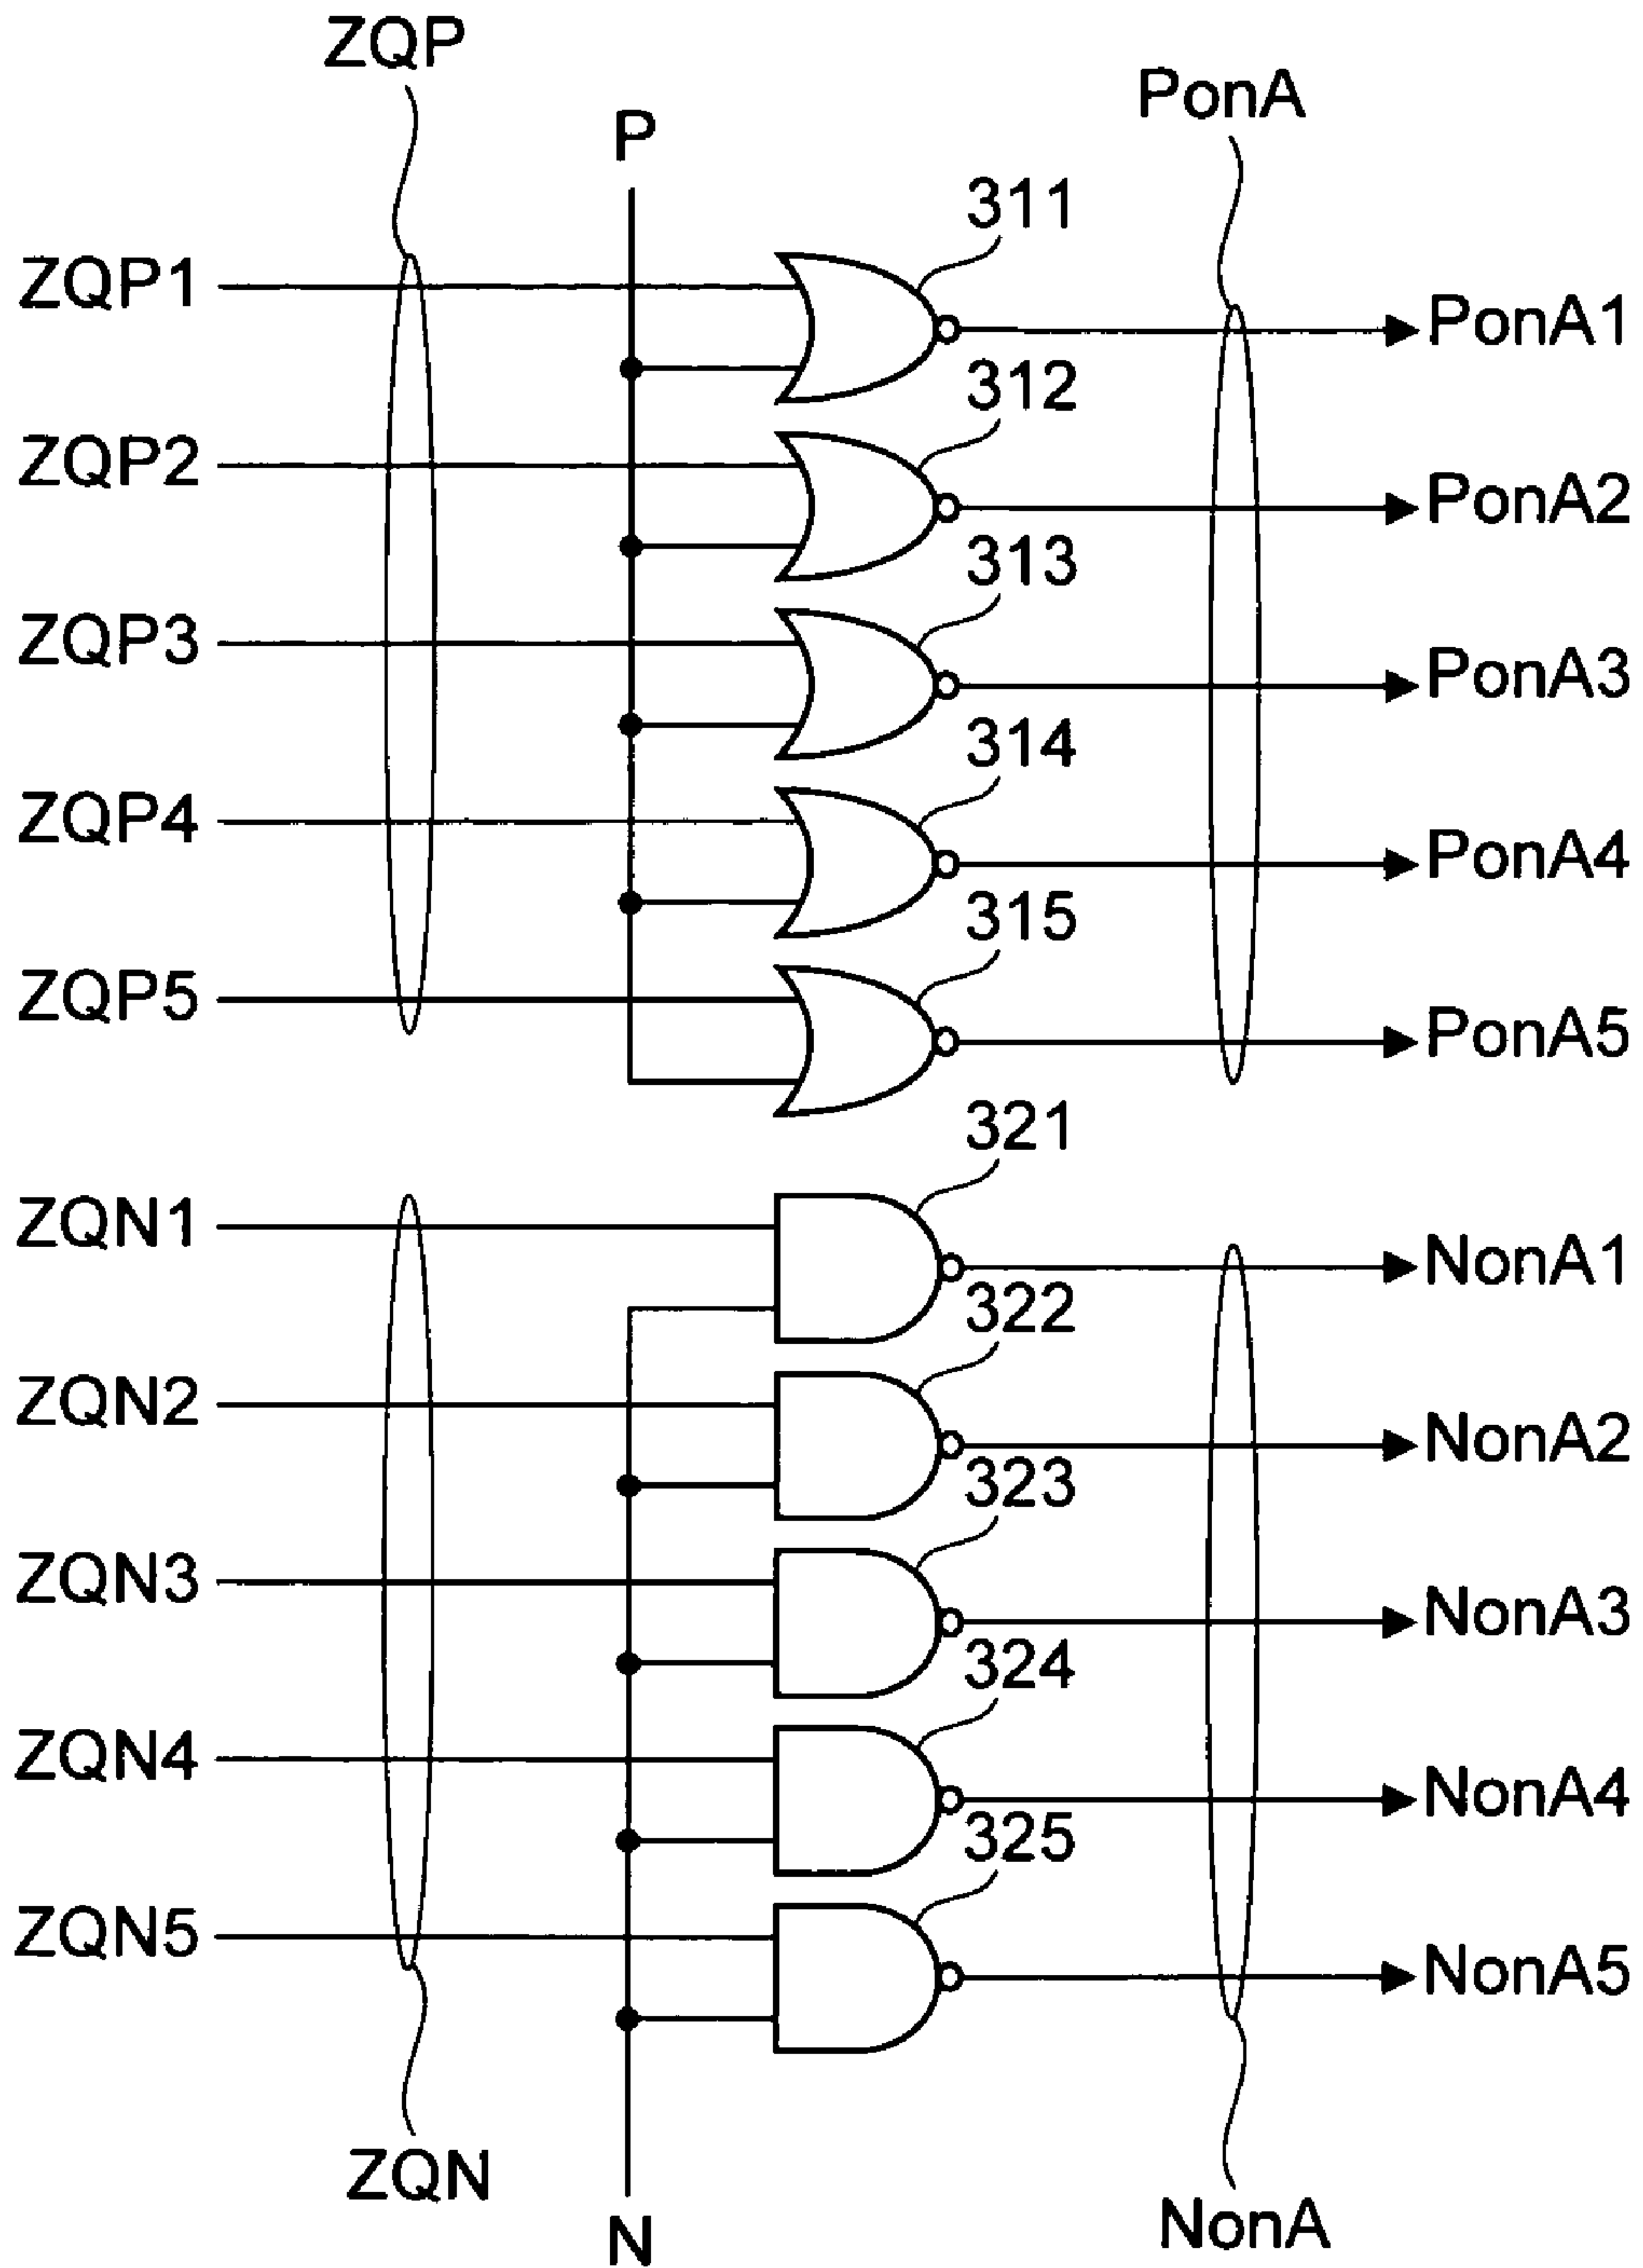 ZQP
P
PonA
311
ZQP1
PonA1
312
ZQP2
PonA2
313
ZQP3
PonA3
314
ZQP4
PonA4
315
ZQP5
PonA5
321
ZQN1
NonA1
322
ZQN2
NonA2
323
ZQN3
NonA3
324
ZQN4
NonA4
325
ZQN5
NonA5
ZQN
N
NonA